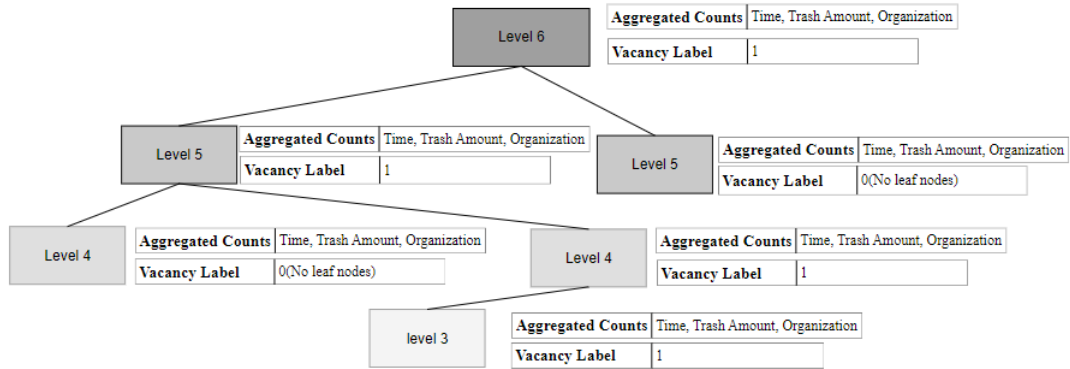 Level 6
Aggregated Counts Time, Trash Amount, Organization
Vacancy Label 1
Level 5
Aggregated Counts Time, Trash Amount, Organization
Vacancy Label 1
Level 5
Aggregated Counts Time, Trash Amount, Organization
Vacancy Label 0(No leaf nodes)
Level 4
Aggregated Counts Time, Trash Amount, Organization
Vacancy Label 0(No leaf nodes)
Level 4
Aggregated Counts Time, Trash Amount, Organization
Vacancy Label 1
level 3
Aggregated Counts Time, Trash Amount, Organization
Vacancy Label 1